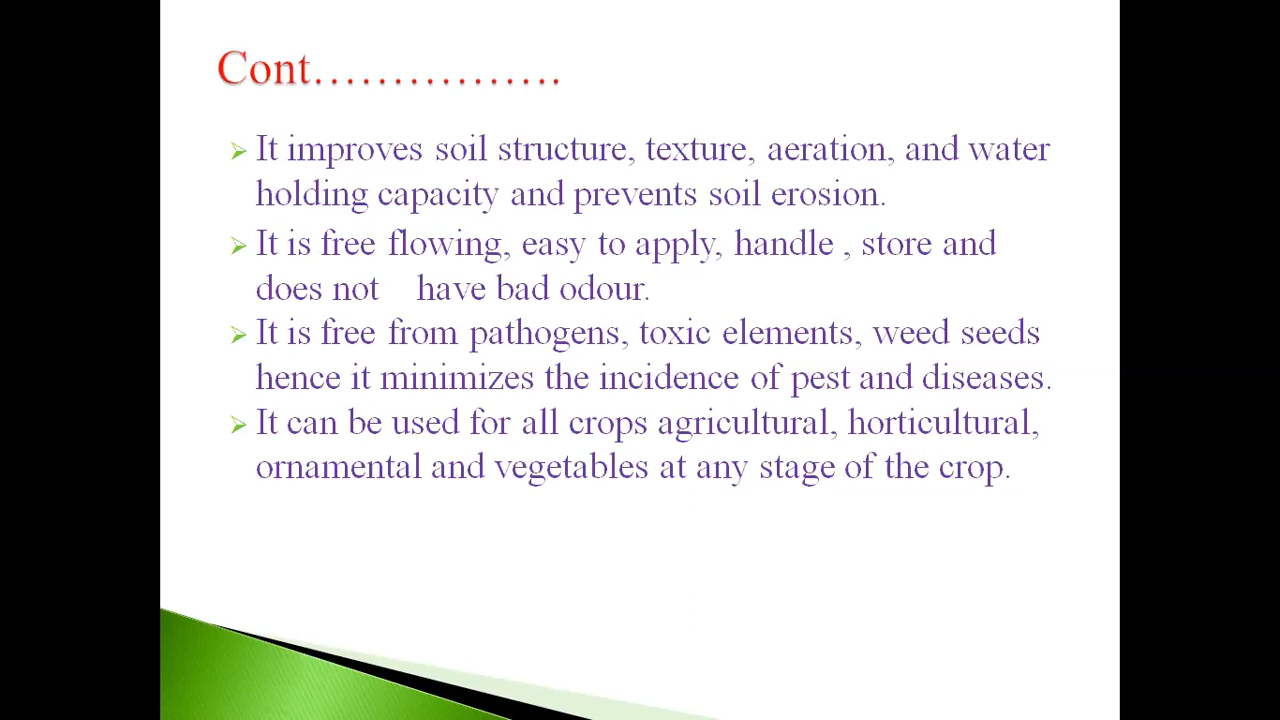 Cont…………….
It improves soil structure, texture, aeration, and water
holding capacity and prevents soil erosion.
It is free flowing, easy to apply, handle , store and
does not    have bad odour.
It is free from pathogens, toxic elements, weed seeds
hence it minimizes the incidence of pest and diseases.
It can be used for all crops agricultural, horticultural,
ornamental and vegetables at any stage of the crop.